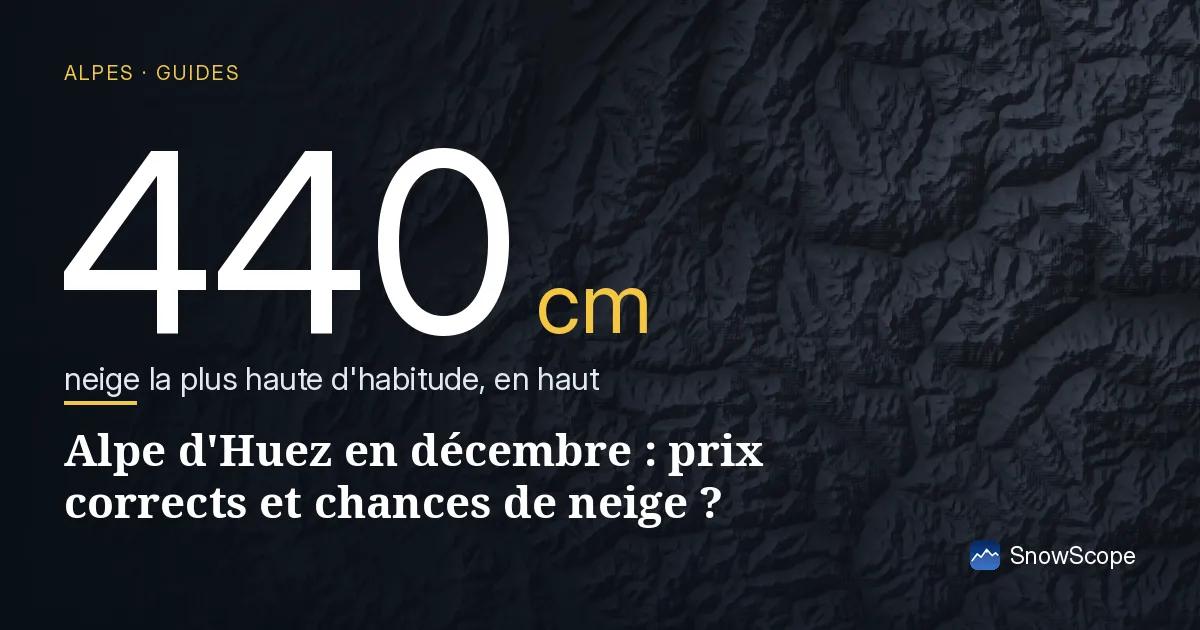 ALPES · GUIDES
440 cm
neige la plus haute d'habitude, en haut
Alpe d'Huez en décembre : prix
corrects et chances de neige ?
SnowScope